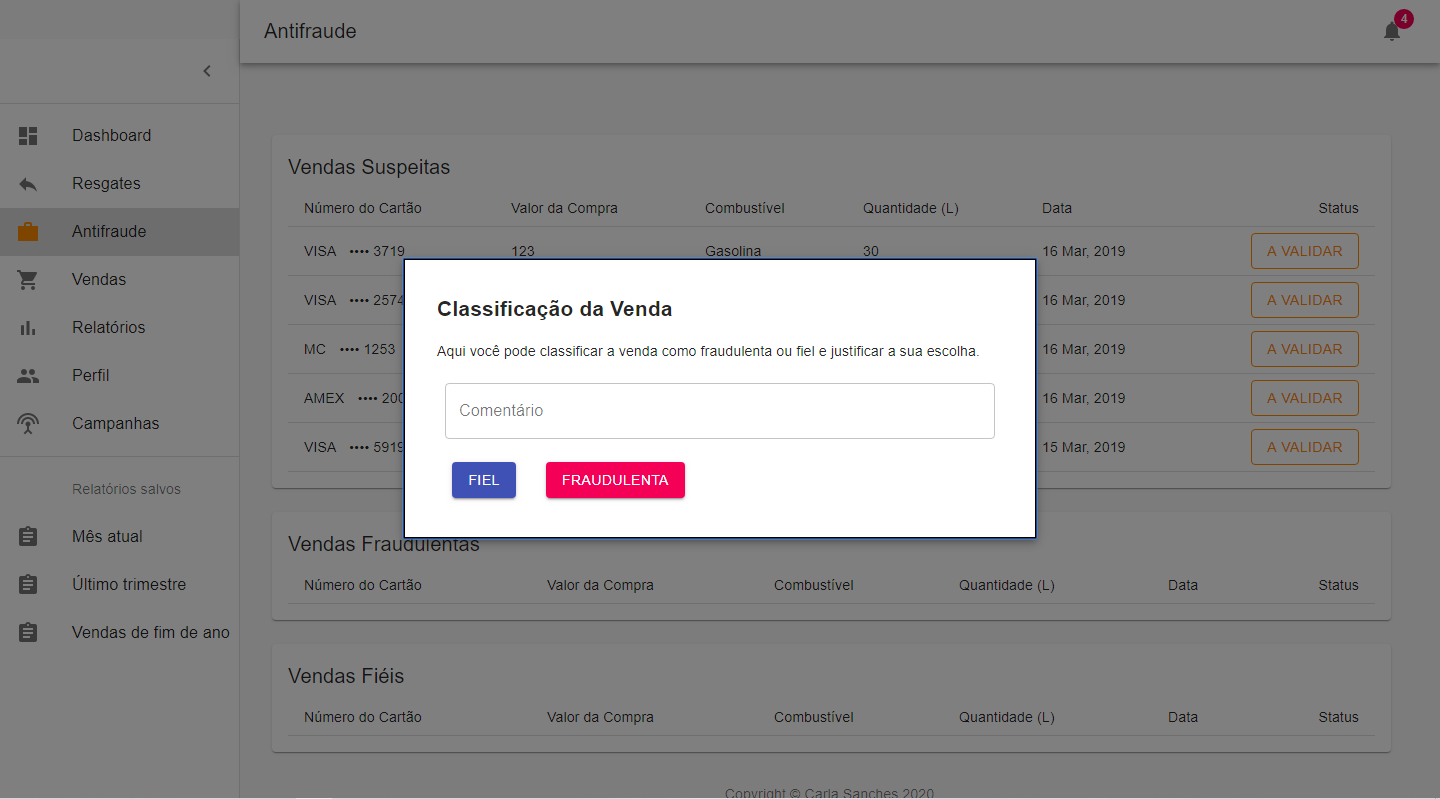 Antifraude
4
Dashboard
Resgates
Antifraude
Vendas
Relatórios
Perfil
Campanhas
Relatórios salvos
Mês atual
Último trimestre
Vendas de fim de ano
Vendas Suspeitas
Número do Cartão Valor da Compra Combustível Quantidade (L) Data Status
VISA •••• 3719 123 Gasolina 30 16 Mar, 2019 A VALIDAR
VISA •••• 2574 16 Mar, 2019 A VALIDAR
MC •••• 1253 16 Mar, 2019 A VALIDAR
AMEX •••• 200 16 Mar, 2019 A VALIDAR
VISA •••• 5919 15 Mar, 2019 A VALIDAR
Classificação da Venda
Aqui você pode classificar a venda como fraudulenta ou fiel e justificar a sua escolha.
Comentário
FIEL FRAUDULENTA
Vendas Fraudulentas
Número do Cartão Valor da Compra Combustível Quantidade (L) Data Status
Vendas Fiéis
Número do Cartão Valor da Compra Combustível Quantidade (L) Data Status
Copyright © Carla Sanches 2020